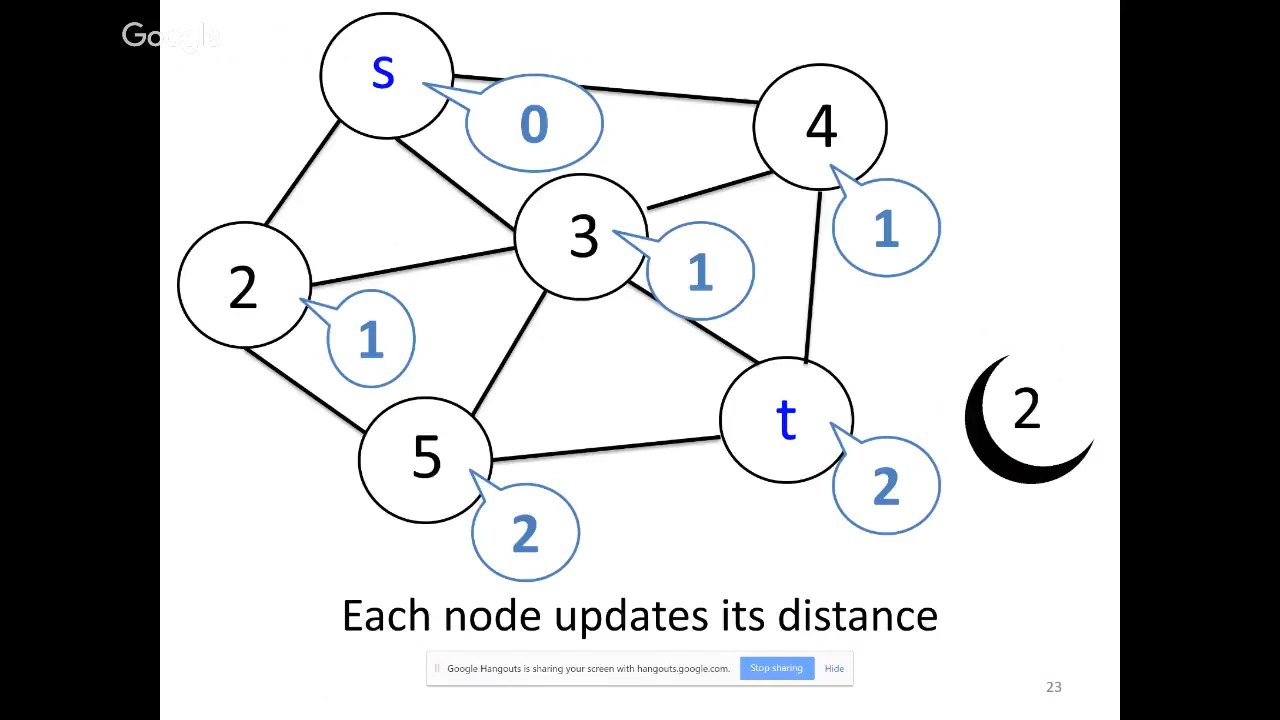 Google
s
0
4
3
1
1
2
1
2
t
5
2
2
Each node updates its distance
Google Hangouts is sharing your screen with hangouts.google.com. Stop sharing Hide
23